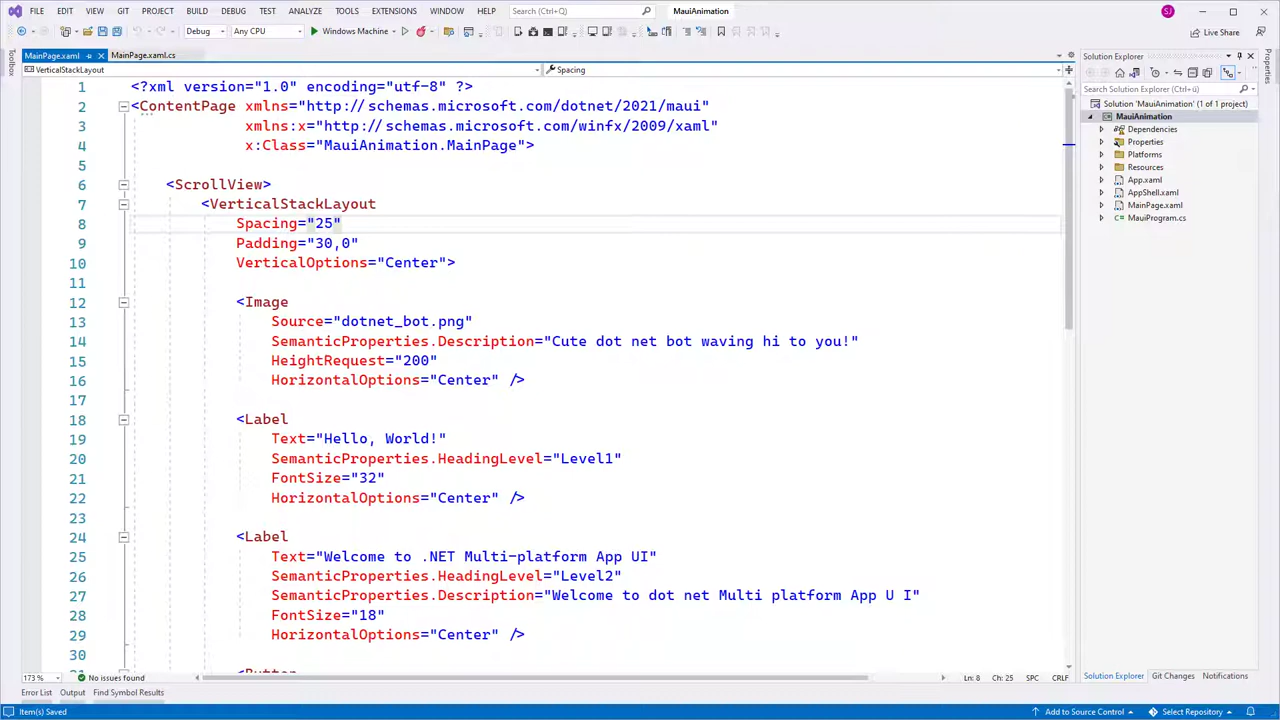 FILE EDIT VIEW GIT PROJECT BUILD DEBUG TEST ANALYZE TOOLS EXTENSIONS WINDOW HELP Search (Ctrl+Q) MauiAnimation SJ
Debug Any CPU Windows Machine Live Share
MainPage.xaml MainPage.xaml.cs
VerticalStackLayout Spacing
Toolbox
1 <?xml version="1.0" encoding="utf-8" ?>
2 <ContentPage xmlns="http://schemas.microsoft.com/dotnet/2021/maui"
3 xmlns:x="http://schemas.microsoft.com/winfx/2009/xaml"
4 x:Class="MauiAnimation.MainPage">
5
6 <ScrollView>
7 <VerticalStackLayout
8 Spacing="25"
9 Padding="30,0"
10 VerticalOptions="Center">
11
12 <Image
13 Source="dotnet_bot.png"
14 SemanticProperties.Description="Cute dot net bot waving hi to you!"
15 HeightRequest="200"
16 HorizontalOptions="Center" />
17
18 <Label
19 Text="Hello, World!"
20 SemanticProperties.HeadingLevel="Level1"
21 FontSize="32"
22 HorizontalOptions="Center" />
23
24 <Label
25 Text="Welcome to .NET Multi-platform App UI"
26 SemanticProperties.HeadingLevel="Level2"
27 SemanticProperties.Description="Welcome to dot net Multi platform App U I"
28 FontSize="18"
29 HorizontalOptions="Center" />
30
31 <Button
173 % No issues found Ln: 8 Ch: 25 SPC CRLF
Error List Output Find Symbol Results
Item(s) Saved Add to Source Control Select Repository
Solution Explorer
Search Solution Explorer (Ctrl+ü)
Solution 'MauiAnimation' (1 of 1 project)
MauiAnimation
Dependencies
Properties
Platforms
Resources
App.xaml
AppShell.xaml
MainPage.xaml
MauiProgram.cs
Solution Explorer Git Changes Notifications
Properties